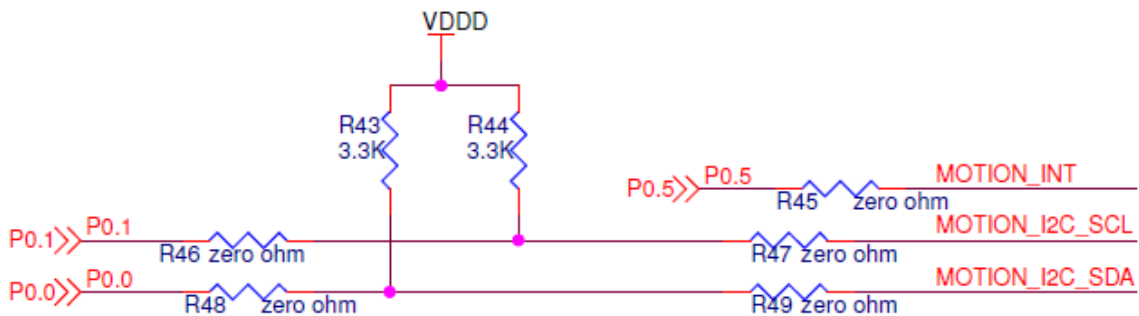 VDDD
R43
3.3K
R44
3.3K
P0.5 P0.5
R45 zero ohm
MOTION_INT
P0.1 P0.1
R46 zero ohm
R47 zero ohm
MOTION_I2C_SCL
P0.0 P0.0
R48 zero ohm
R49 zero ohm
MOTION_I2C_SDA